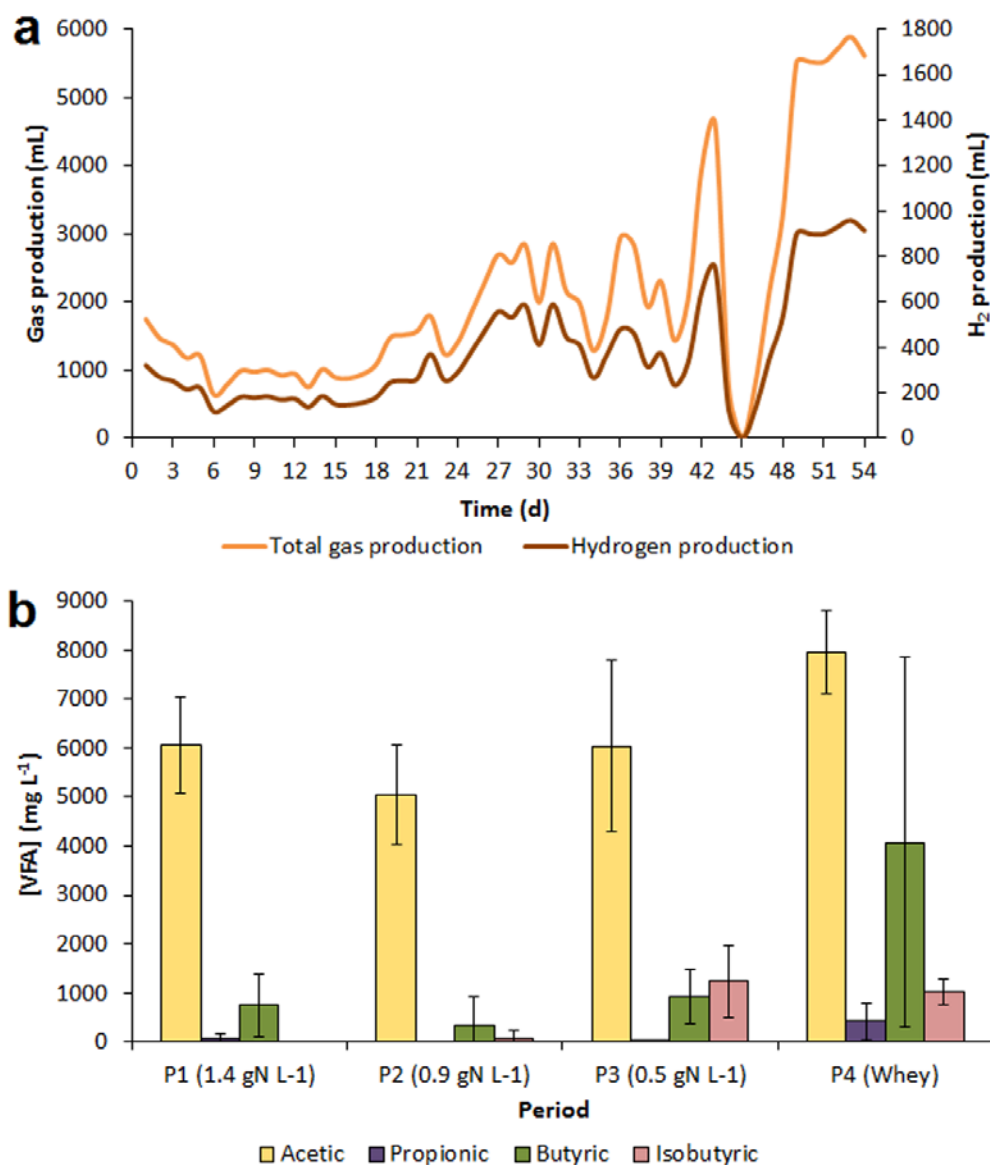 a
6000 1800
5000 1600
4000 1400
3000 1200
2000 1000
1000 800
0 600
400
200
0
Gas production (mL)
H₂ production (mL)
0 3 6 9 12 15 18 21 24 27 30 33 36 39 42 45 48 51 54
Time (d)
Total gas production Hydrogen production
b
9000
8000
7000
6000
5000
4000
3000
2000
1000
0
[VFA] (mg L⁻¹)
P1 (1.4 gN L-1) P2 (0.9 gN L-1) P3 (0.5 gN L-1) P4 (Whey)
Period
Acetic Propionic Butyric Isobutyric